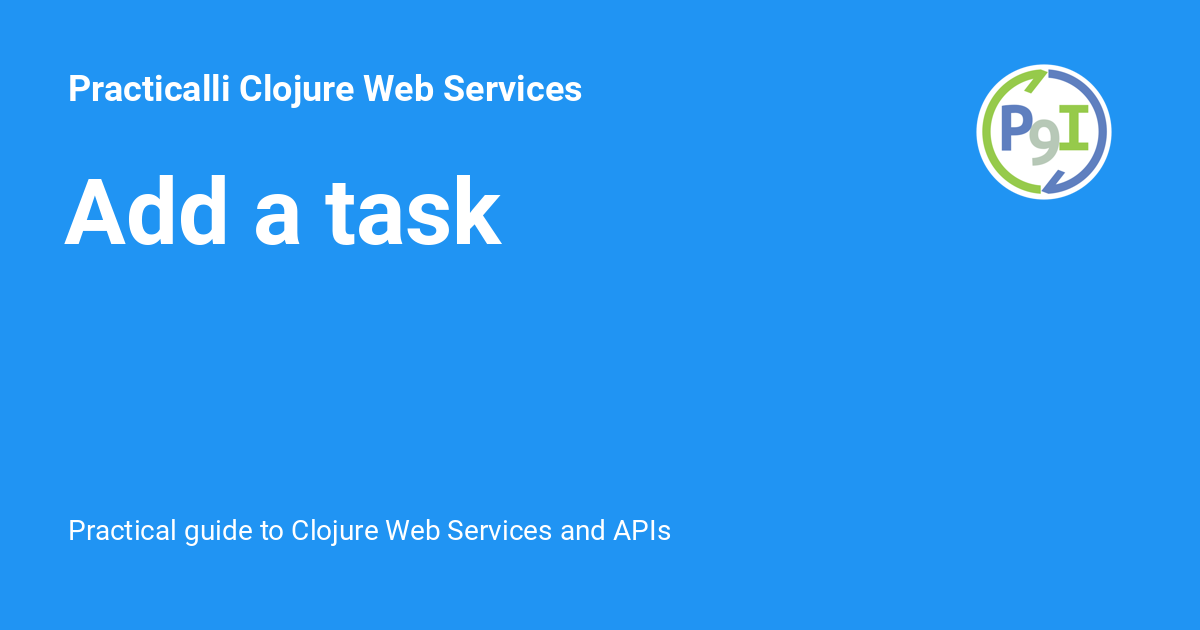 Practicalli Clojure Web Services
P9I
Add a task
Practical guide to Clojure Web Services and APIs